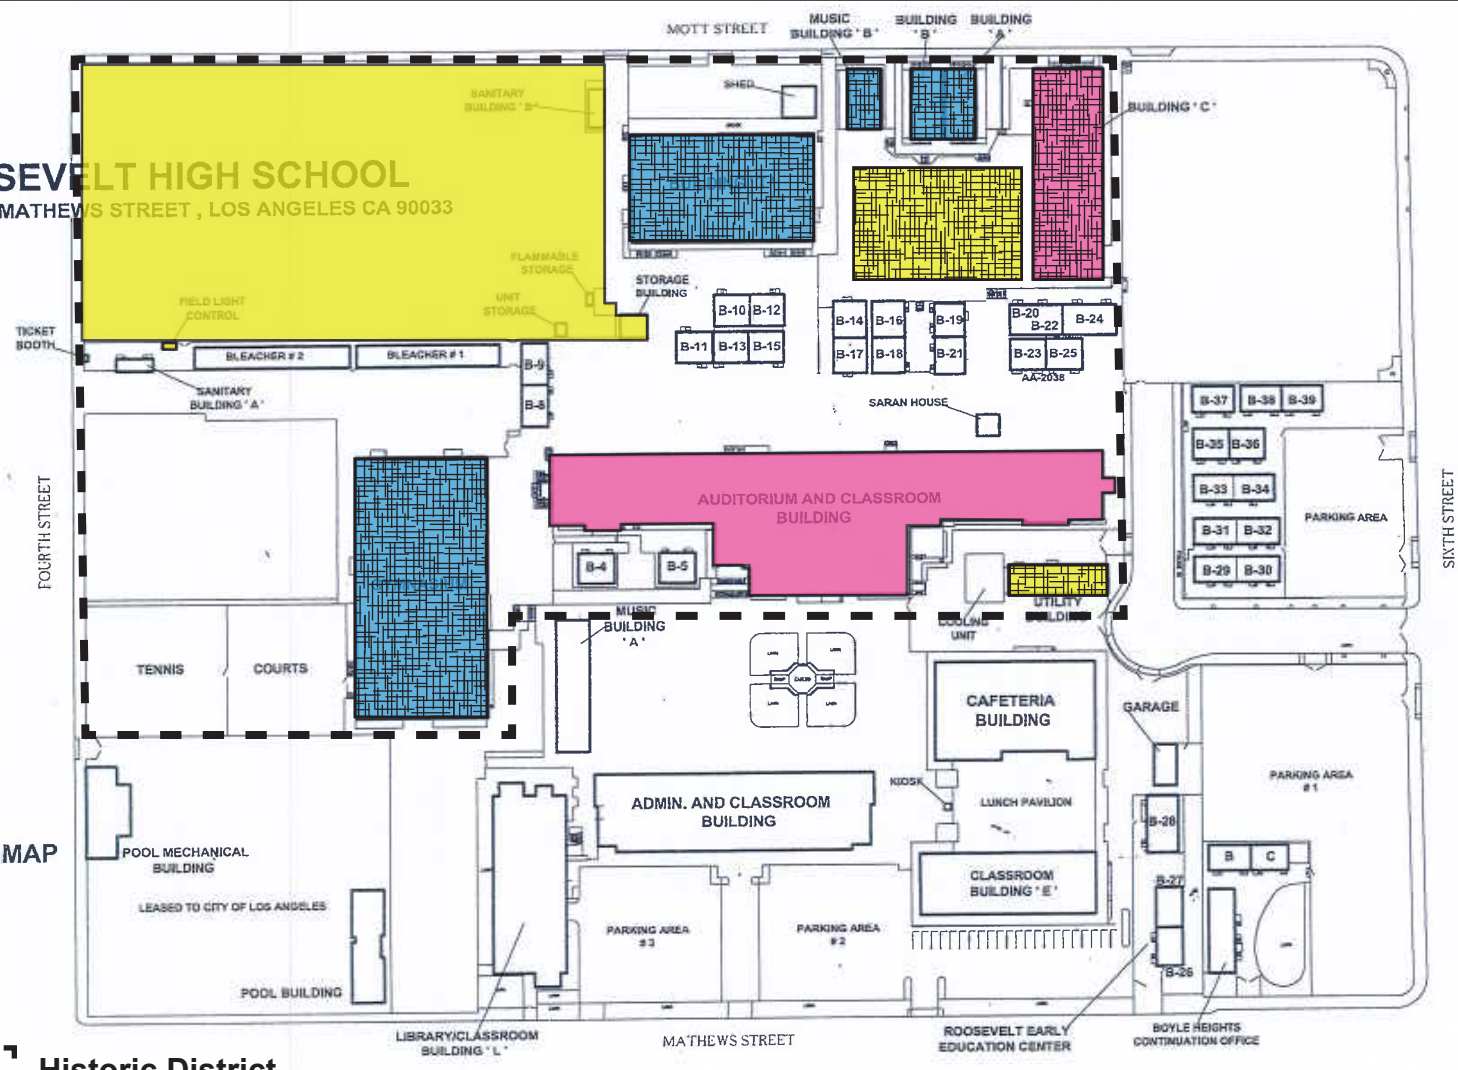 MOTT STREET
MUSIC
BUILDING 'B'
BUILDING
'B'
BUILDING
'A'
SANITARY
BUILDING 'B'
SHED
BUILDING 'C'
SEVELT HIGH SCHOOL
MATHEWS STREET , LOS ANGELES CA 90033
FLAMMABLE
STORAGE
UNIT
STORAGE
STORAGE
BUILDING
FIELD LIGHT
CONTROL
TICKET
BOOTH
BLEACHER # 2
BLEACHER # 1
SANITARY
BUILDING 'A'
B-9
B-8
B-10
B-12
B-11
B-13
B-15
B-14
B-16
B-19
B-17
B-18
B-21
B-20
B-22
B-24
B-23
B-25
AA-2038
SARAN HOUSE
B-37
B-38
B-39
B-35
B-36
B-33
B-34
B-31
B-32
B-29
B-30
PARKING AREA
FOURTH STREET
SIXTH STREET
AUDITORIUM AND CLASSROOM
BUILDING
B-4
B-5
MUSIC
BUILDING
'A'
COOLING
UNIT
UTILITY
BUILDING
TENNIS
COURTS
LAWN
LAWN
LAWN
LAWN
CAFETERIA
BUILDING
GARAGE
KIOSK
LUNCH PAVILION
PARKING AREA
# 1
ADMIN. AND CLASSROOM
BUILDING
B-28
MAP
POOL MECHANICAL
BUILDING
B
C
CLASSROOM
BUILDING 'E'
B-27
LEASED TO CITY OF LOS ANGELES
PARKING AREA
# 3
PARKING AREA
# 2
B-26
POOL BUILDING
LIBRARY/CLASSROOM
BUILDING 'L'
MATHEWS STREET
ROOSEVELT EARLY
EDUCATION CENTER
BOYLE HEIGHTS
CONTINUATION OFFICE
Historic District